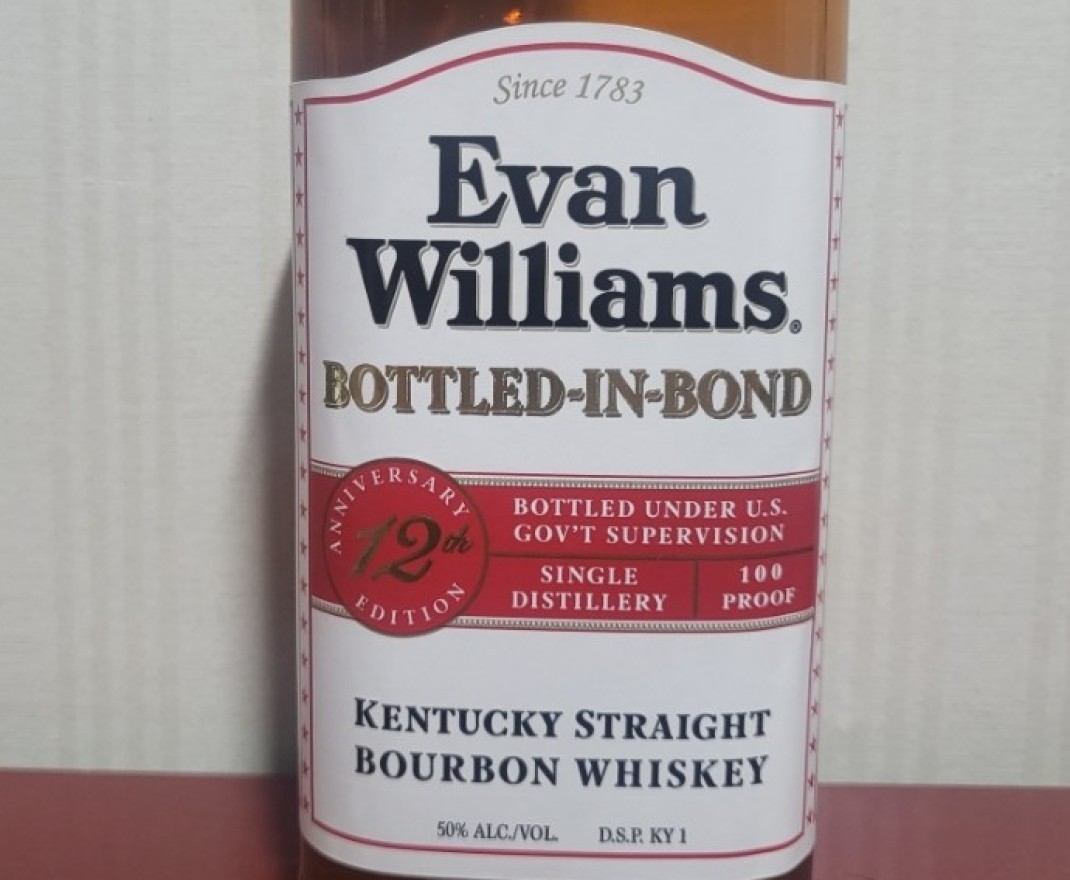 Since 1783
Evan
Williams®
BOTTLED-IN-BOND
ANNIVERSARY
12th
EDITION
BOTTLED UNDER U.S.
GOV'T SUPERVISION
SINGLE
DISTILLERY
100
PROOF
KENTUCKY STRAIGHT
BOURBON WHISKEY
50% ALC./VOL. D.S.P. KY 1